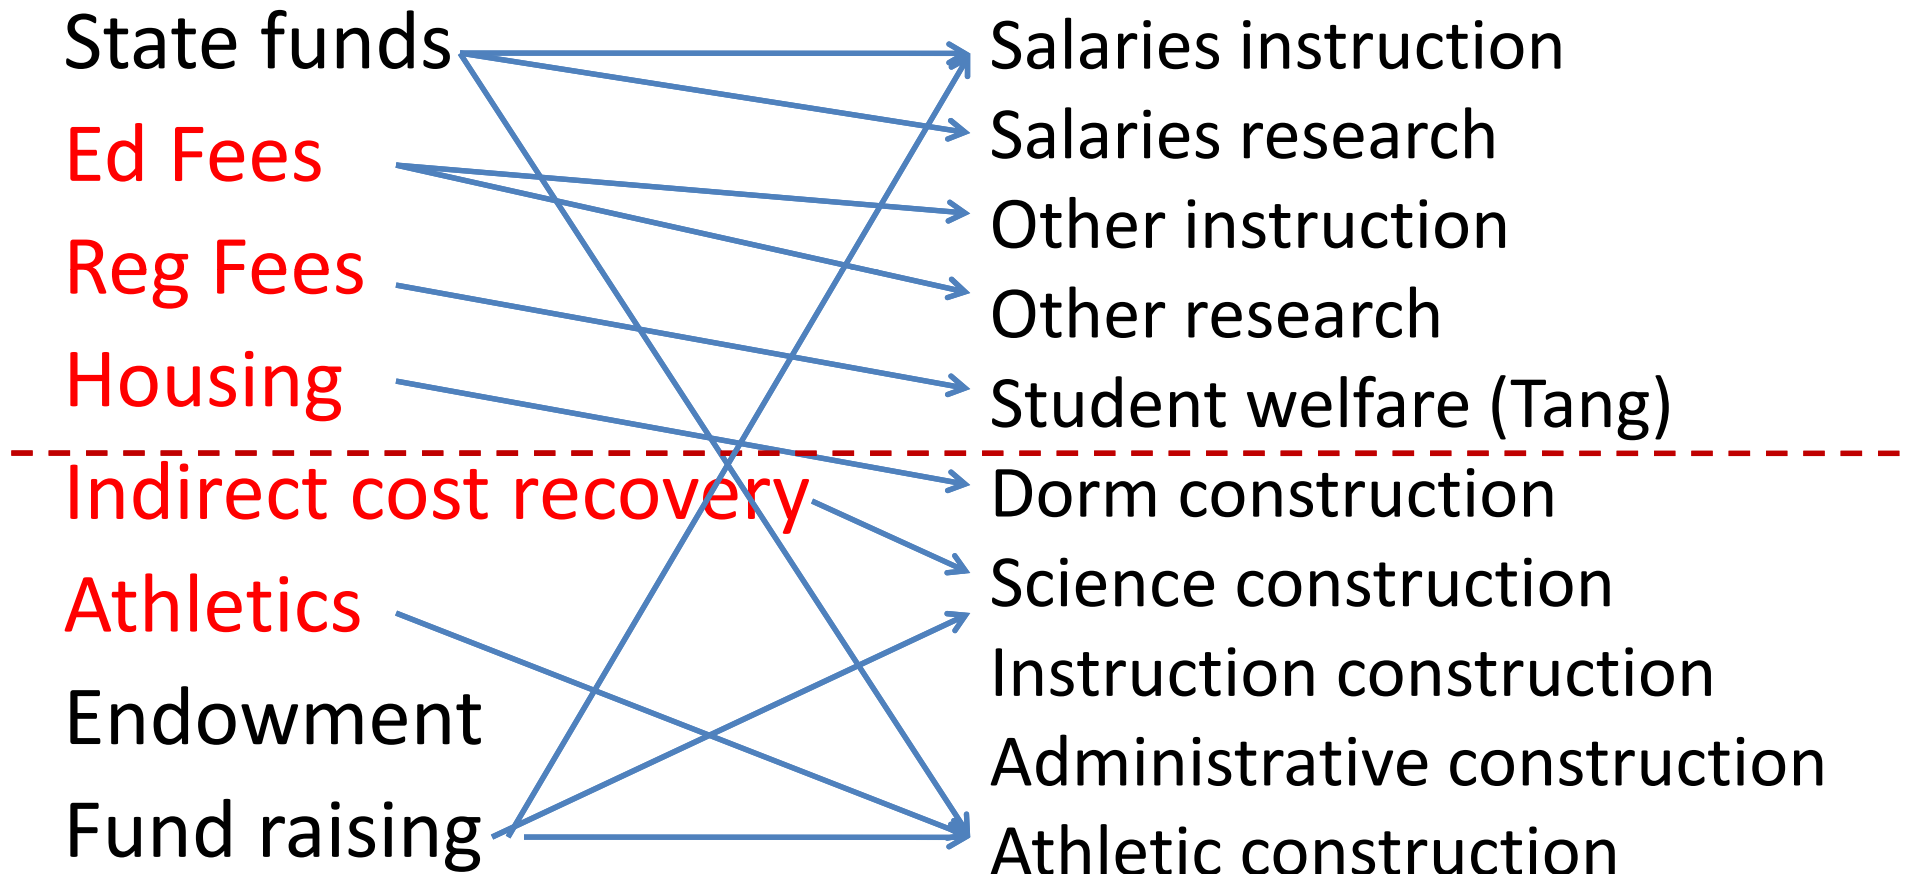 State funds
Ed Fees
Reg Fees
Housing
Indirect cost recovery
Athletics
Endowment
Fund raising
Salaries instruction
Salaries research
Other instruction
Other research
Student welfare (Tang)
Dorm construction
Science construction
Instruction construction
Administrative construction
Athletic construction